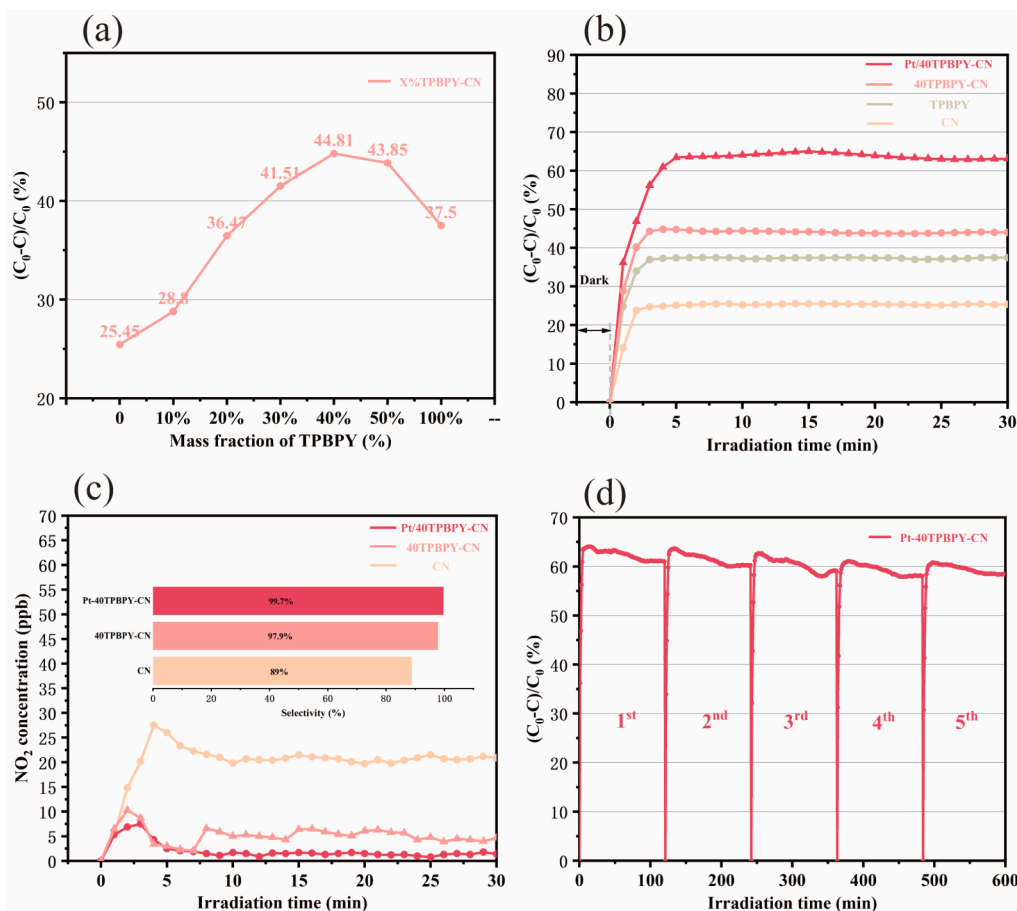 (a)
X%TPBPY-CN
50
40
30
20
(C₀-C)/C₀ (%)
25.45
28.8
36.47
41.51
44.81
43.85
37.5
0 10% 20% 30% 40% 50% 100% --
Mass fraction of TPBPY (%)
(b)
Pt/40TPBPY-CN
40TPBPY-CN
TPBPY
CN
90
80
70
60
50
40
30
20
10
0
(C₀-C)/C₀ (%)
Dark
0 5 10 15 20 25 30
Irradiation time (min)
(c)
Pt/40TPBPY-CN
40TPBPY-CN
CN
70
65
60
55
50
45
40
35
30
25
20
15
10
5
0
NO₂ concentration (ppb)
Pt-40TPBPY-CN
99.7%
40TPBPY-CN
97.9%
CN
89%
0 20 40 60 80 100
Selectivity (%)
0 5 10 15 20 25 30
Irradiation time (min)
(d)
Pt-40TPBPY-CN
70
60
50
40
30
20
10
0
(C₀-C)/C₀ (%)
1st 2nd 3rd 4th 5th
0 100 200 300 400 500 600
Irradiation time (min)